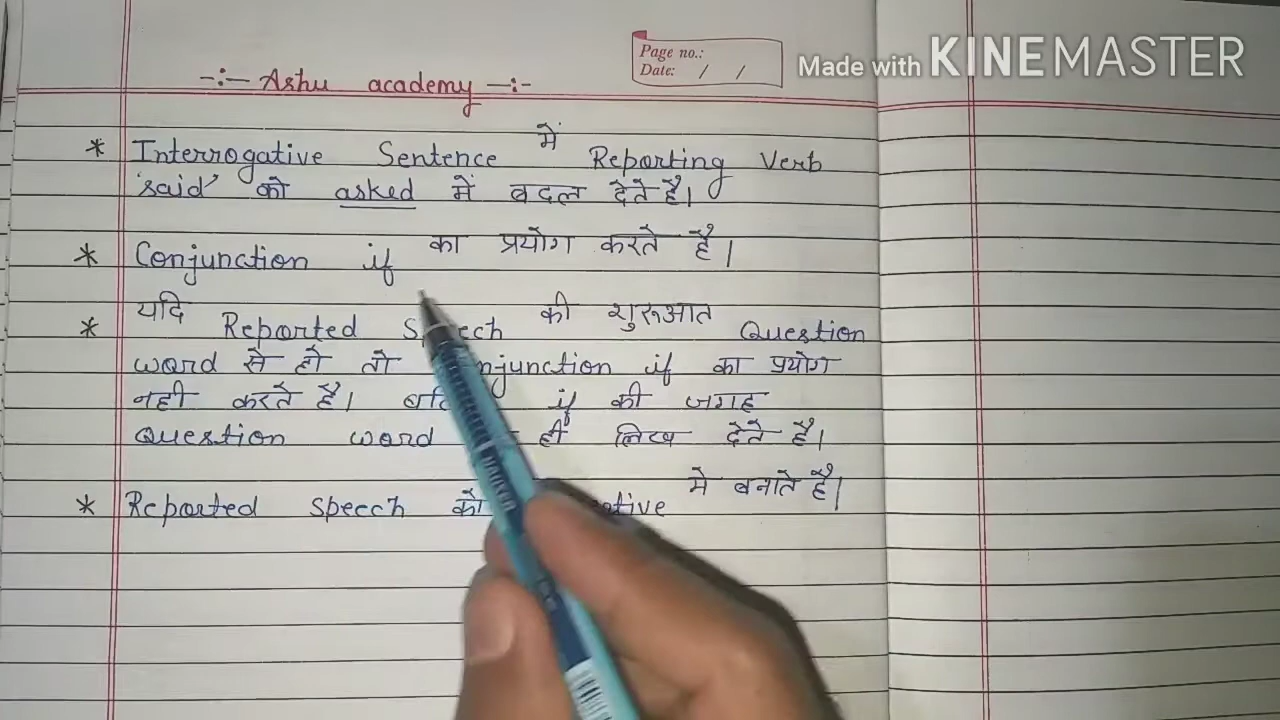 Page no.:
Date: / /
Made with KINEMASTER
-:- Ashu academy -:-
* Interrogative Sentence में Reporting Verb
'said' को asked में बदल देते है।
* Conjunction if का प्रयोग करते है।
* यदि Reported की शुरूआत Question
word से हो तो if का प्रयोग
नही करते है। if की जगह
Question word ही लिख देते है।
* Reported speech को मे बनाते है।